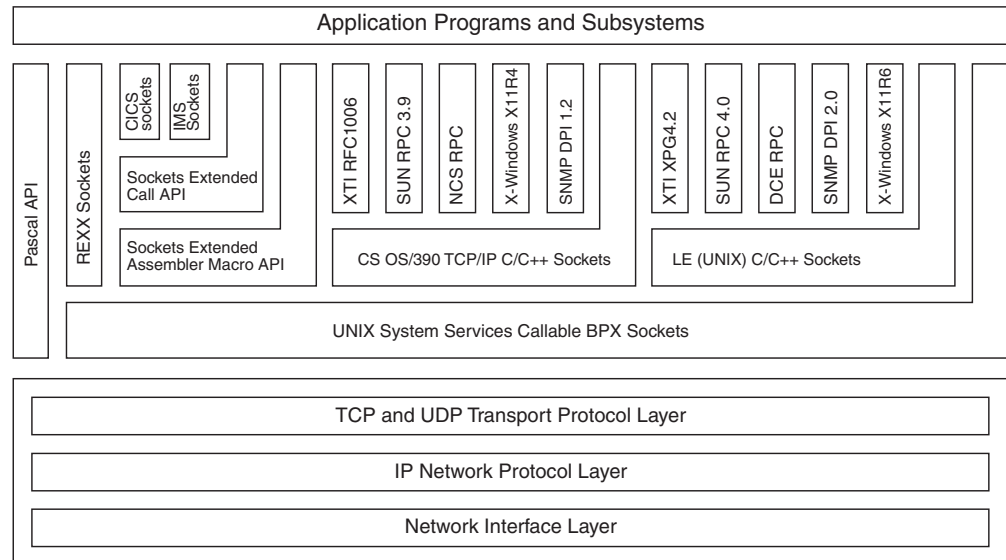 Application Programs and Subsystems
Pascal API
REXX Sockets
CICS
sockets
IMS
Sockets
Sockets Extended
Call API
Sockets Extended
Assembler Macro API
XTI RFC1006
SUN RPC 3.9
NCS RPC
X-Windows X11R4
SNMP DPI 1.2
CS OS/390 TCP/IP C/C++ Sockets
XTI XPG4.2
SUN RPC 4.0
DCE RPC
SNMP DPI 2.0
X-Windows X11R6
LE (UNIX) C/C++ Sockets
UNIX System Services Callable BPX Sockets
TCP and UDP Transport Protocol Layer
IP Network Protocol Layer
Network Interface Layer